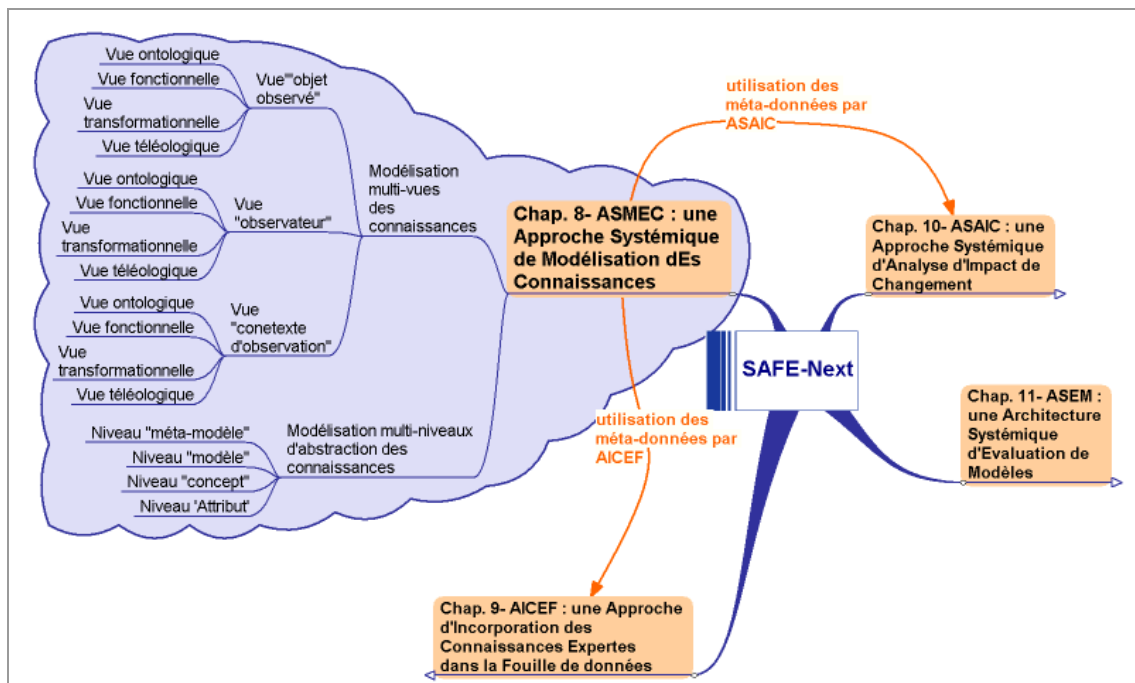 Vue ontologique
Vue fonctionnelle
Vue
transformationnelle
Vue téléologique
Vue"'objet
observé"
Vue ontologique
Vue fonctionnelle
Vue
transformationnelle
Vue téléologique
Vue
"observateur"
Vue ontologique
Vue fonctionnelle
Vue
transformationnelle
Vue téléologique
Vue
"conetexte
d'observation"
Modélisation
multi-vues
des
connaissances
Niveau "méta-modèle"
Niveau "modèle"
Niveau "concept"
Niveau 'Attribut'
Modélisation multi-niveaux
d'abstraction des
connaissances
Chap. 8- ASMEC : une
Approche Systémique
de Modélisation dEs
Connaissances
utilisation des
méta-données par
ASAIC
Chap. 10- ASAIC : une
Approche Systémique
d'Analyse d'Impact de
Changement
SAFE-Next
utilisation des
méta-données par
AICEF
Chap. 11- ASEM :
une Architecture
Systémique
d'Evaluation de
Modèles
Chap. 9- AICEF : une Approche
d'Incorporation des
Connaissances Expertes
dans la Fouille de données